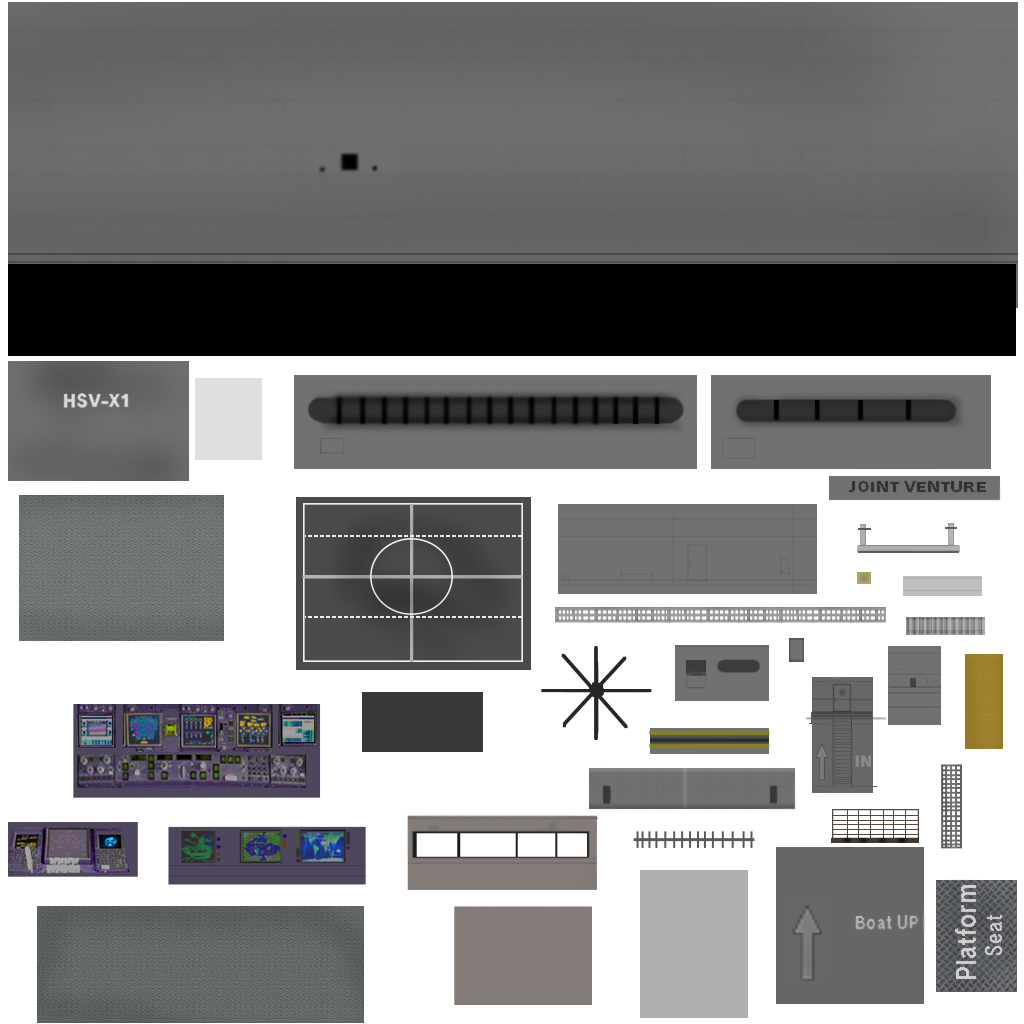 HSV-X1
JOINT VENTURE
IN
Boat UP
Platform
Seat